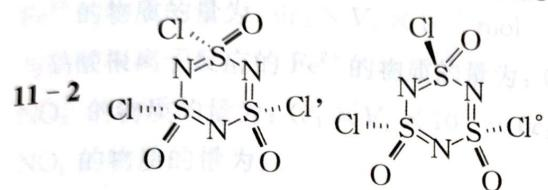 Cl O Cl O
S S
N N N N
11-2 Cl S S Cl, Cl S S Cl。
N N
O O O O